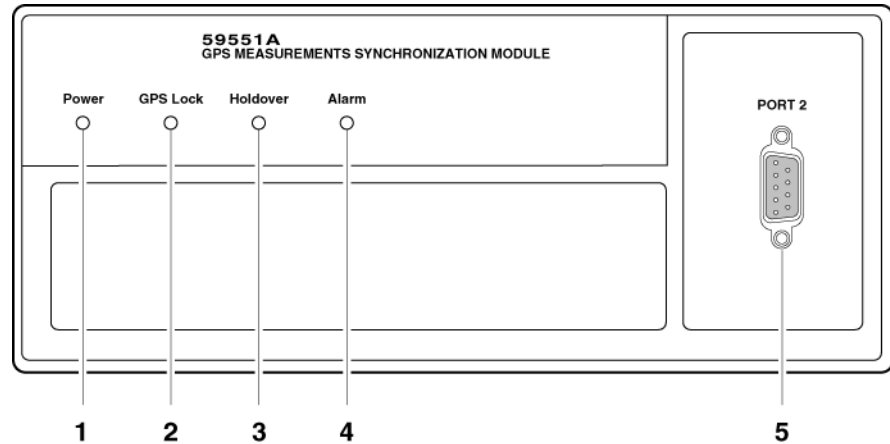 59551A
GPS MEASUREMENTS SYNCHRONIZATION MODULE
Power GPS Lock Holdover Alarm
PORT 2
1 2 3 4 5